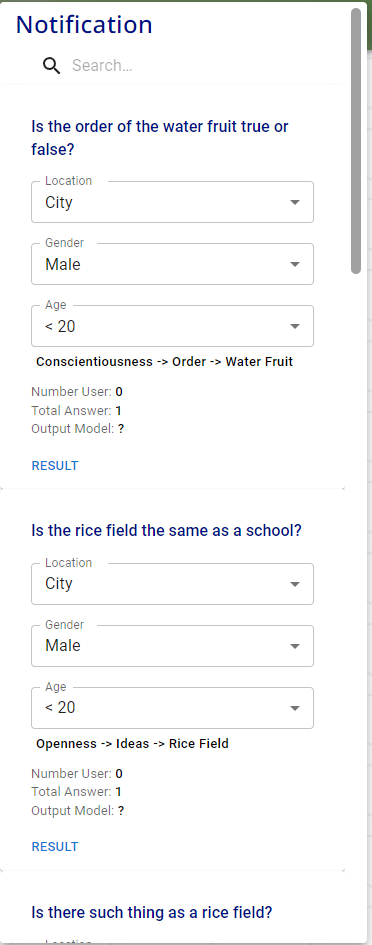 Notification
Search…
Is the order of the water fruit true or
false?
Location
City
Gender
Male
Age
< 20
Conscientiousness -> Order -> Water Fruit
Number User: 0
Total Answer: 1
Output Model: ?
RESULT
Is the rice field the same as a school?
Location
City
Gender
Male
Age
< 20
Openness -> Ideas -> Rice Field
Number User: 0
Total Answer: 1
Output Model: ?
RESULT
Is there such thing as a rice field?
Location